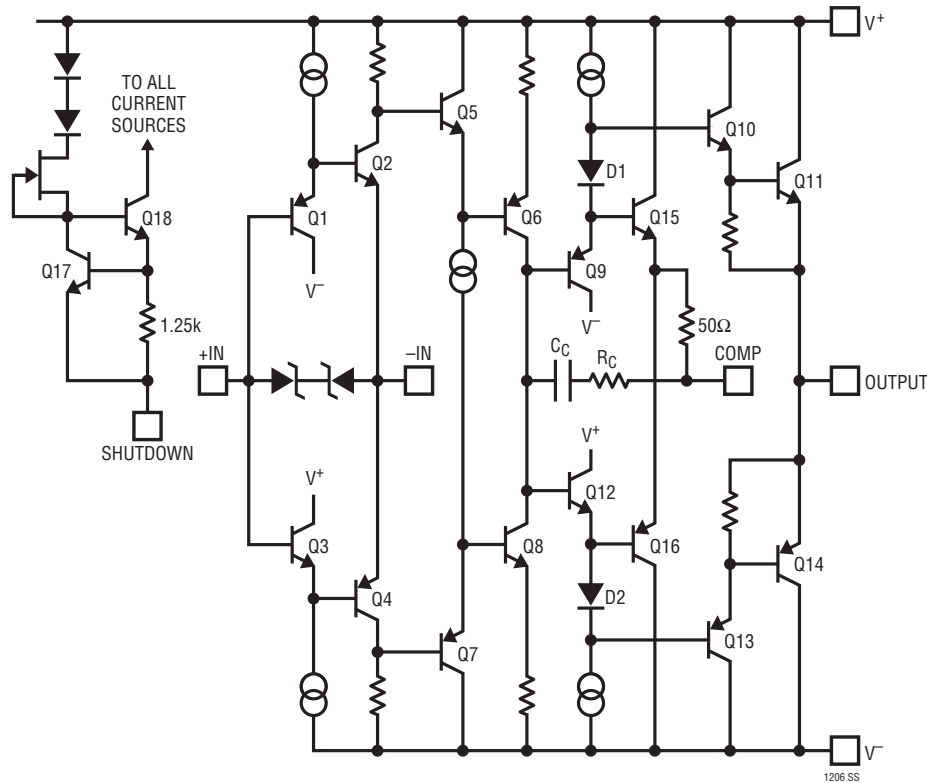 V+
TO ALL
CURRENT
SOURCES
Q5
Q10
Q2
D1
Q11
Q18
Q1
Q6
Q15
Q17
Q9
V–
V–
1.25k
50Ω
+IN
–IN
CC
RC
COMP
OUTPUT
SHUTDOWN
V+
V+
Q12
Q3
Q8
Q16
Q14
Q4
D2
Q7
Q13
V–
1206 SS